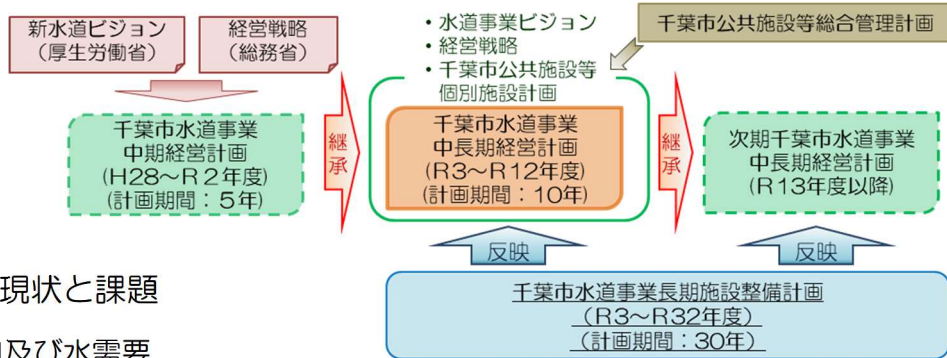 新水道ビジョン
（厚生労働省）
経営戦略
（総務省）
・水道事業ビジョン
・経営戦略
・千葉市公共施設等
個別施設計画
千葉市公共施設等総合管理計画
千葉市水道事業
中期経営計画
(H28～R２年度)
(計画期間：５年)
継承
千葉市水道事業
中長期経営計画
(R３～R12年度)
(計画期間：10年)
継承
次期千葉市水道事業
中長期経営計画
(R13年度以降)
反映
反映
千葉市水道事業長期施設整備計画
（R３～R32年度）
（計画期間：30年）
現状と課題
及び水需要